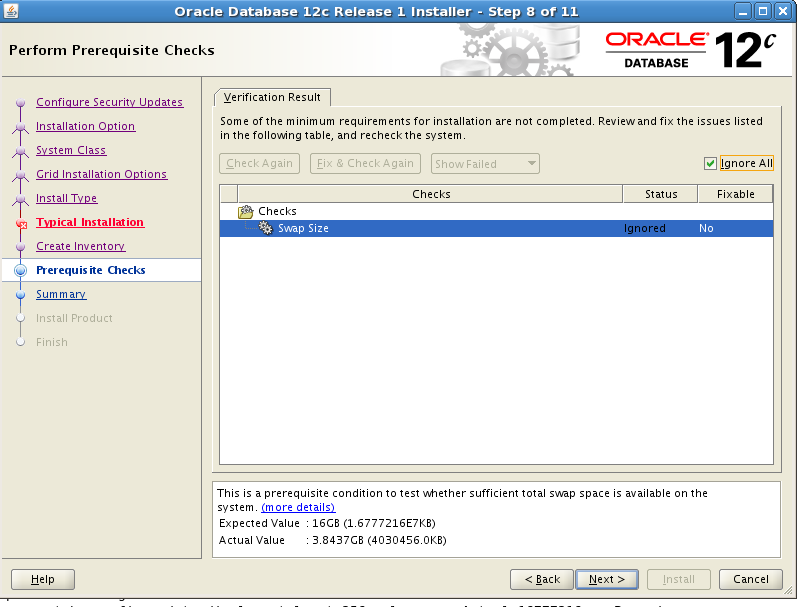 Oracle Database 12c Release 1 Installer - Step 8 of 11
Perform Prerequisite Checks
ORACLE
DATABASE
12c
Configure Security Updates
Installation Option
System Class
Grid Installation Options
Install Type
Typical Installation
Create Inventory
Prerequisite Checks
Summary
Install Product
Finish
Verification Result
Some of the minimum requirements for installation are not completed. Review and fix the issues listed
in the following table, and recheck the system.
Check Again Fix & Check Again Show Failed Ignore All
Checks Status Fixable
Checks
Swap Size Ignored No
This is a prerequisite condition to test whether sufficient total swap space is available on the
system. (more details)
Expected Value : 16GB (1.6777216E7KB)
Actual Value : 3.8437GB (4030456.0KB)
Help < Back Next > Install Cancel